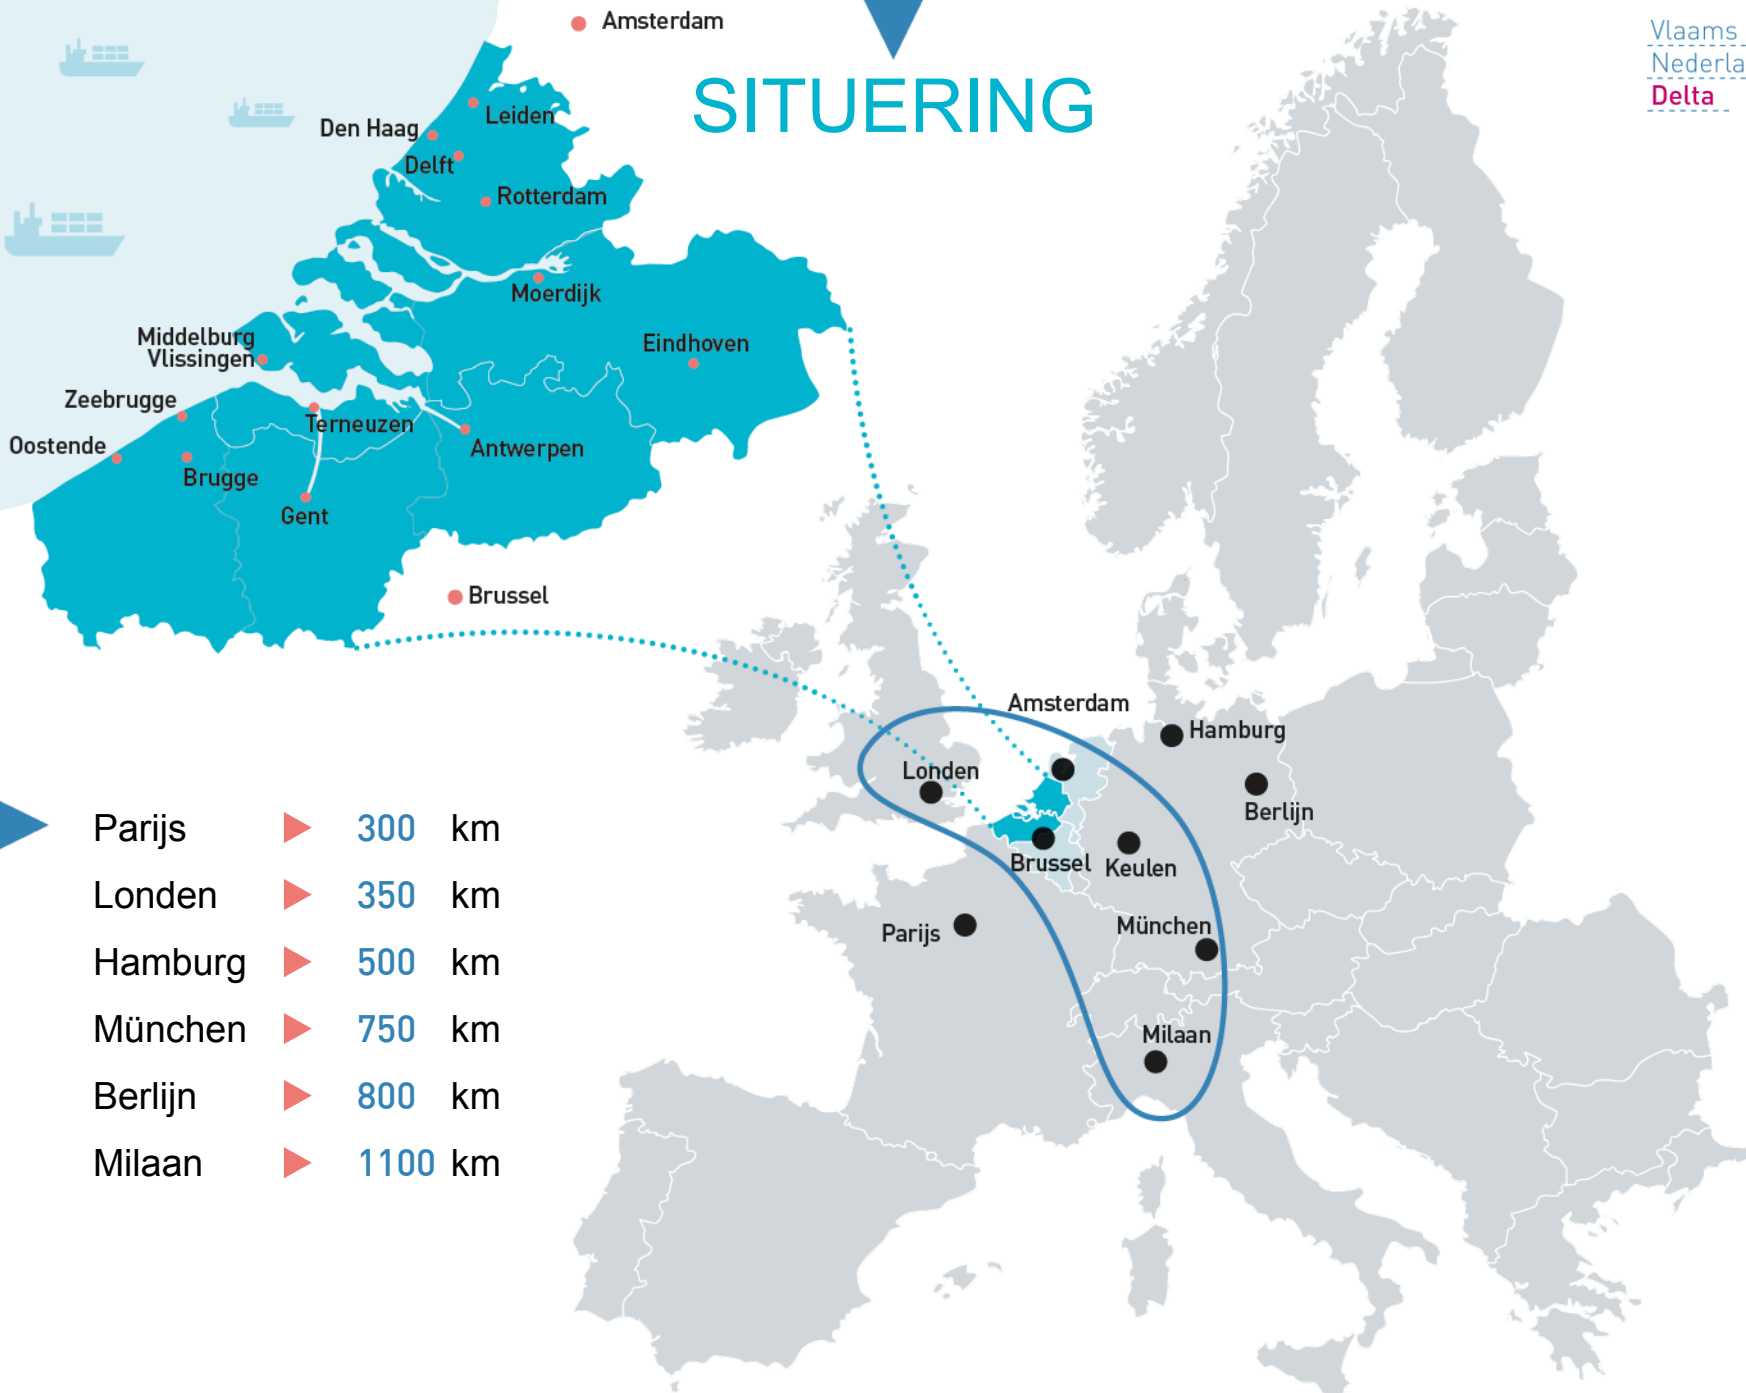 SITUERING
Vlaams
Nederla
Delta
Amsterdam
Leiden
Den Haag
Delft
Rotterdam
Moerdijk
Middelburg
Vlissingen
Eindhoven
Zeebrugge
Terneuzen
Oostende
Antwerpen
Brugge
Gent
Brussel
Amsterdam
Hamburg
Londen
Berlijn
Brussel
Keulen
Parijs
München
Milaan
Parijs 300 km
Londen 350 km
Hamburg 500 km
München 750 km
Berlijn 800 km
Milaan 1100 km